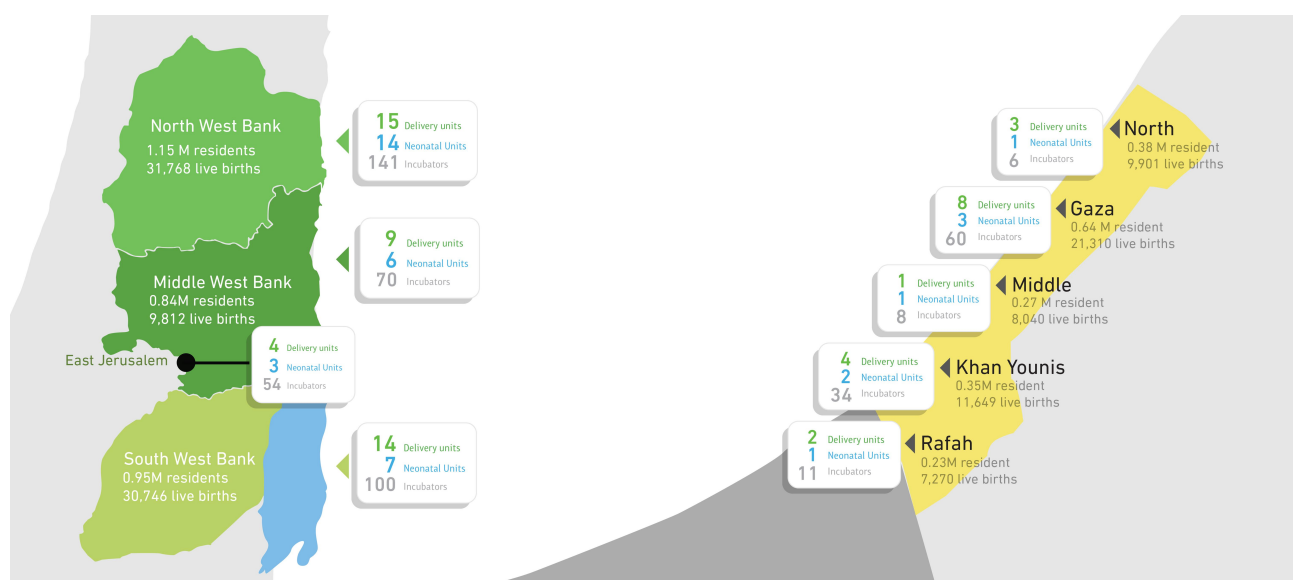 North West Bank
1.15 M residents
31,768 live births
15 Delivery units
14 Neonatal Units
141 Incubators
Middle West Bank
0.84M residents
9,812 live births
9 Delivery units
6 Neonatal Units
70 Incubators
East Jerusalem
4 Delivery units
3 Neonatal Units
54 Incubators
South West Bank
0.95M residents
30,746 live births
14 Delivery units
7 Neonatal Units
100 Incubators
3 Delivery units
1 Neonatal Units
6 Incubators
North
0.38 M resident
9,901 live births
8 Delivery units
3 Neonatal Units
60 Incubators
Gaza
0.64 M resident
21,310 live births
1 Delivery units
1 Neonatal Units
8 Incubators
Middle
0.27 M resident
8,040 live births
4 Delivery units
2 Neonatal Units
34 Incubators
Khan Younis
0.35M resident
11,649 live births
2 Delivery units
1 Neonatal Units
11 Incubators
Rafah
0.23M resident
7,270 live births